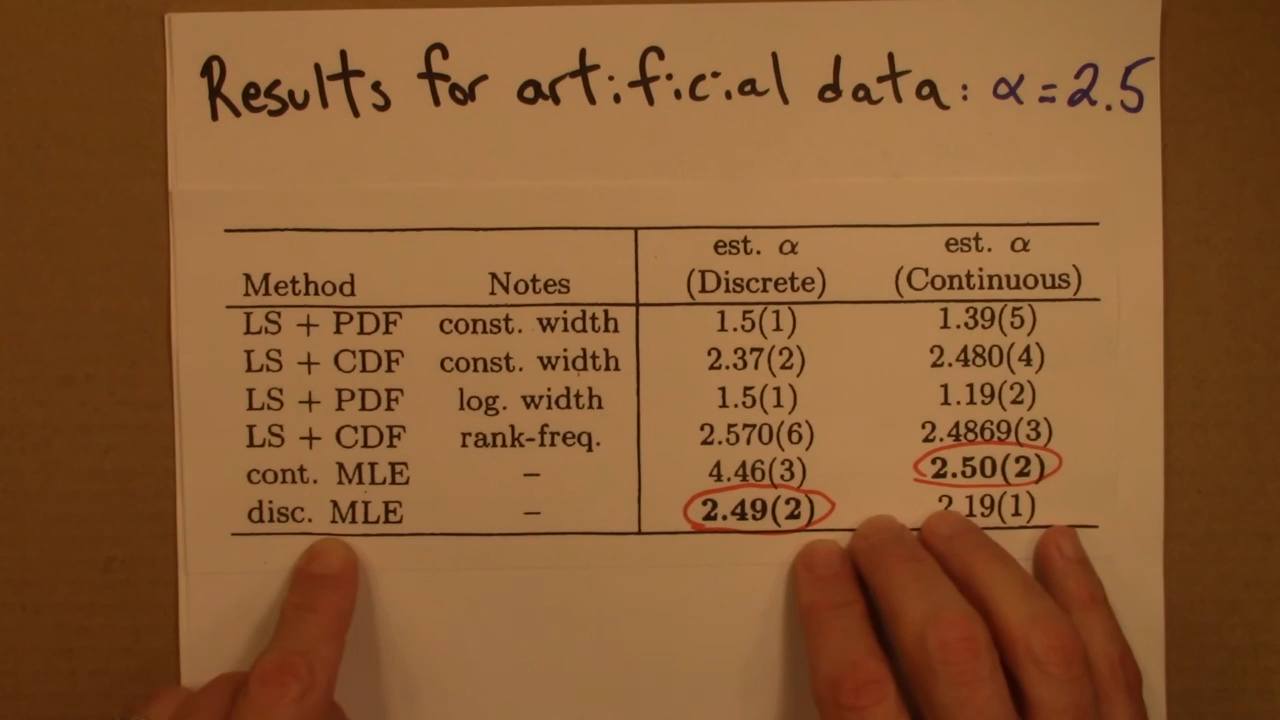 Results for artificial data: α = 2.5
est. α est. α
Method Notes (Discrete) (Continuous)
LS + PDF const. width 1.5(1) 1.39(5)
LS + CDF const. width 2.37(2) 2.480(4)
LS + PDF log. width 1.5(1) 1.19(2)
LS + CDF rank-freq. 2.570(6) 2.4869(3)
cont. MLE – 4.46(3) 2.50(2)
disc. MLE – 2.49(2) 2.19(1)